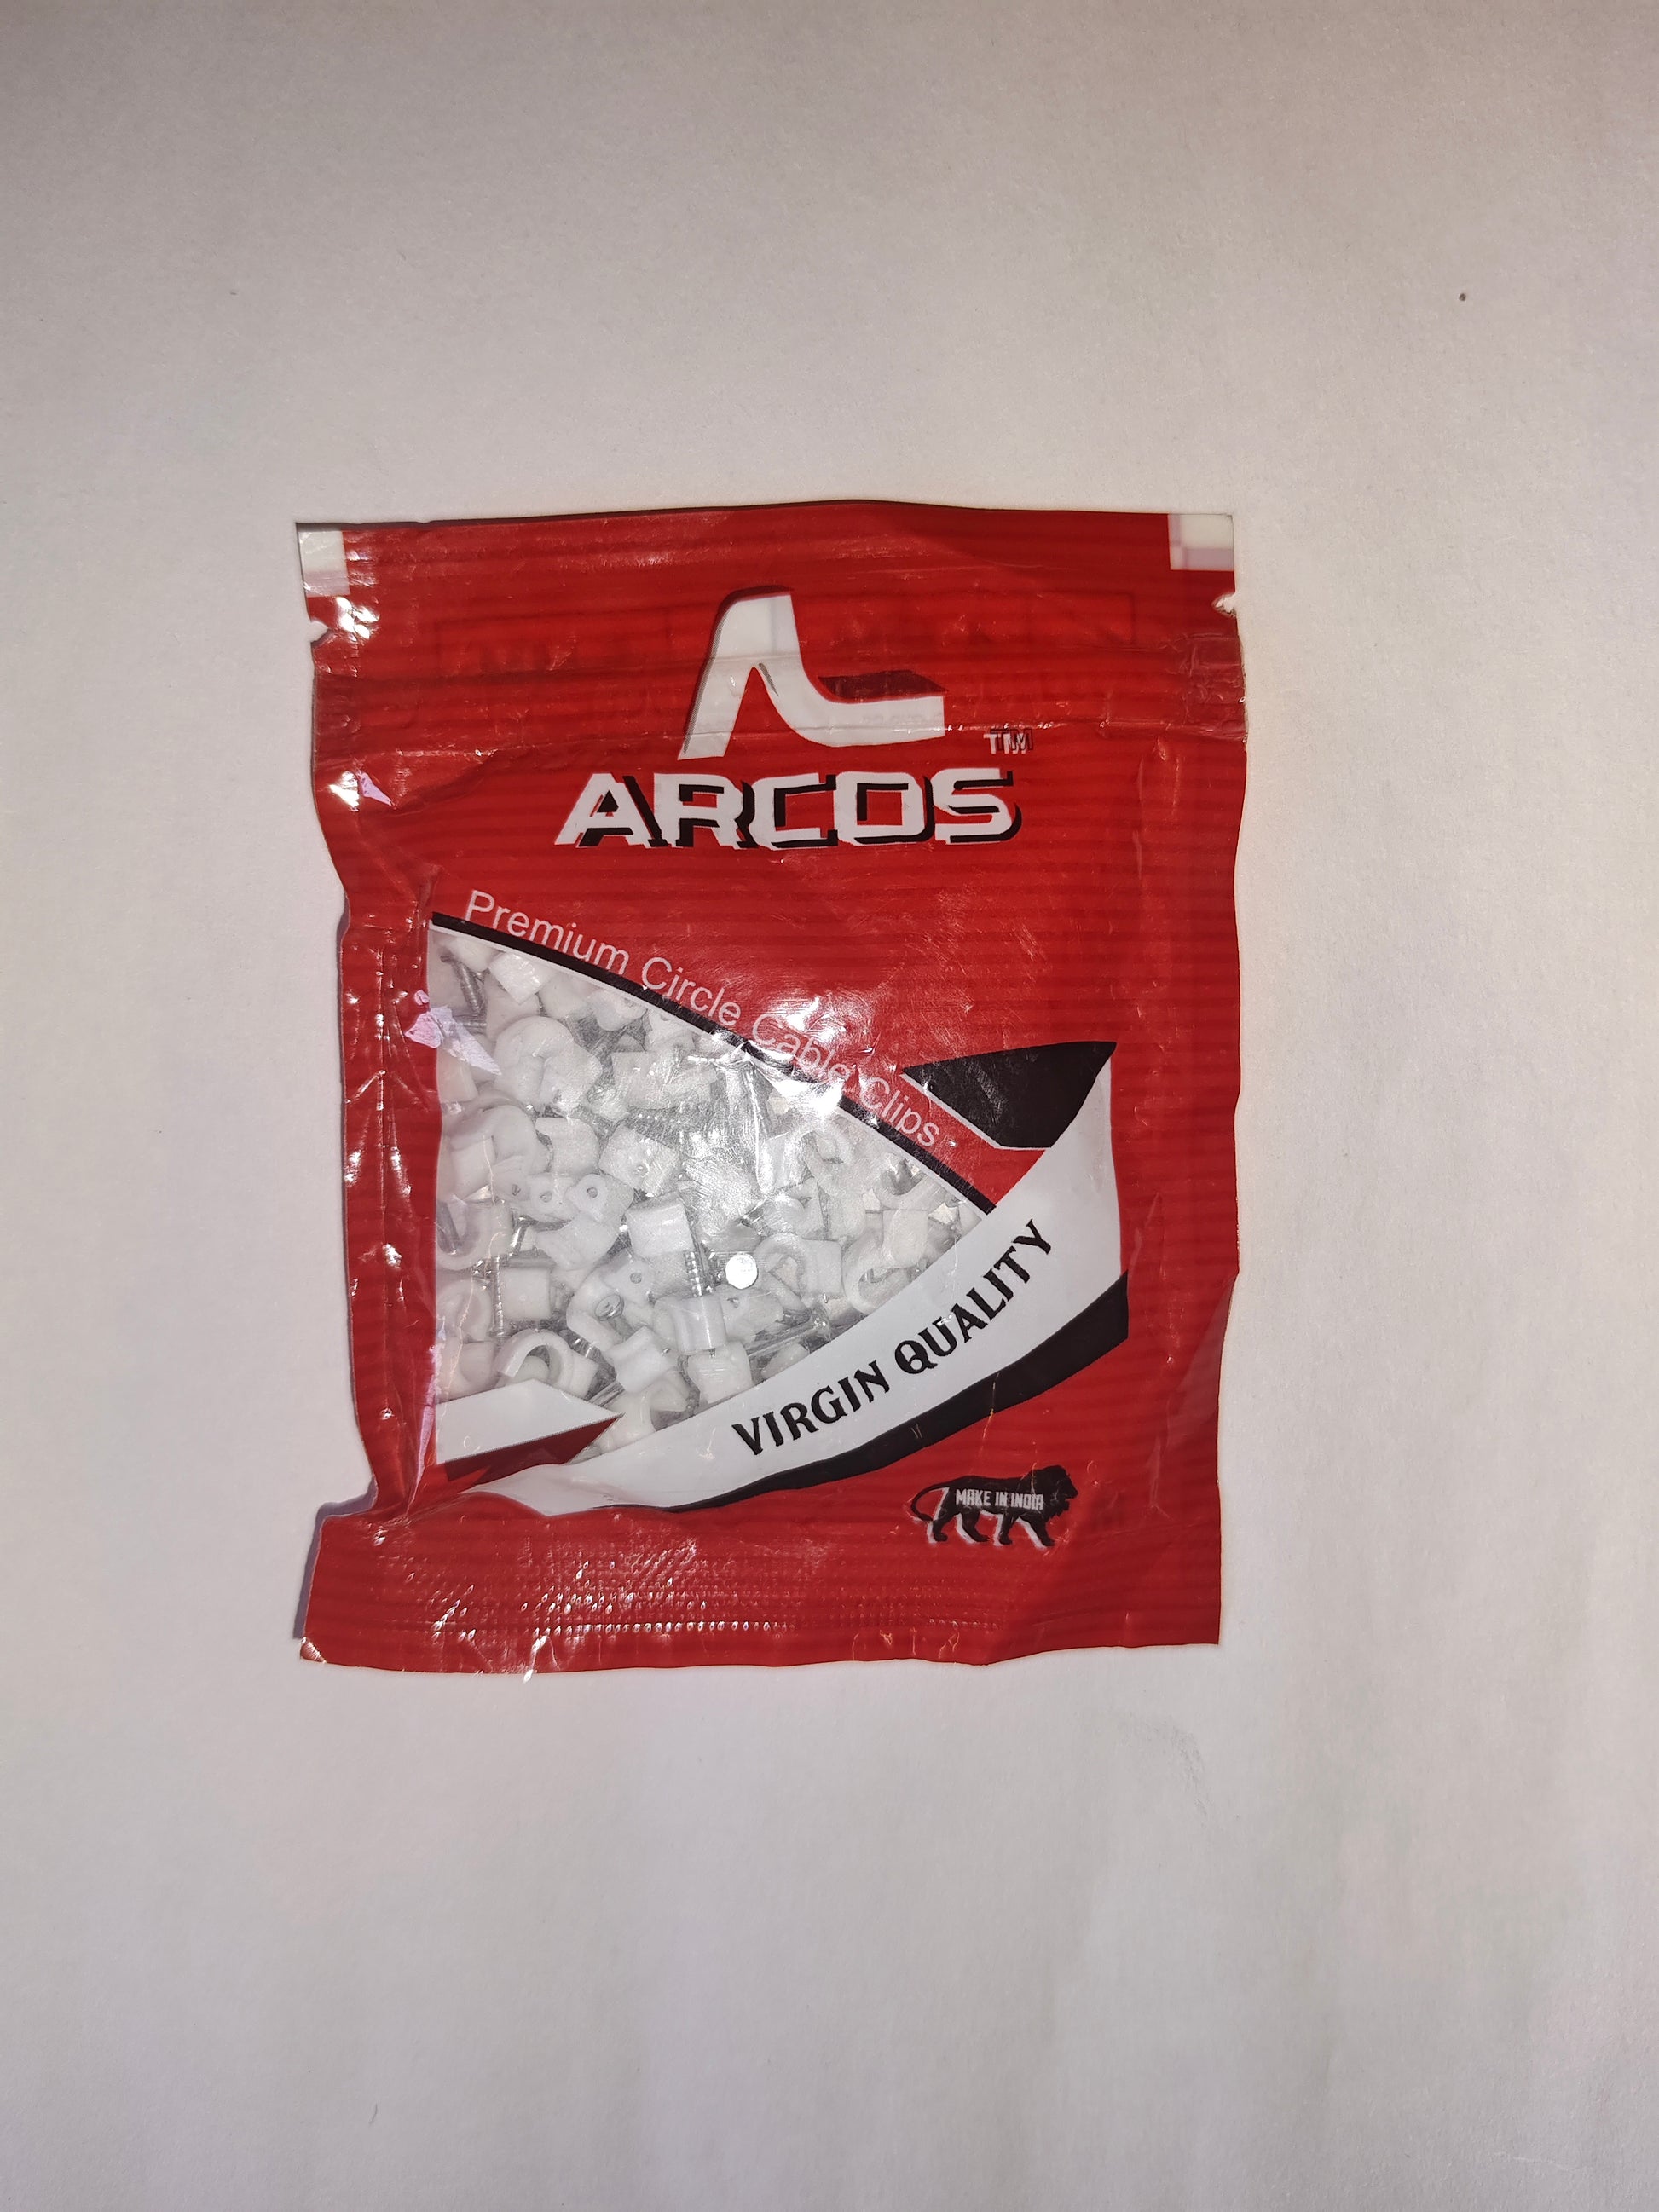 TM
ARCOS
Premium Circle Cable Clips
VIRGIN QUALITY
MAKE IN INDIA